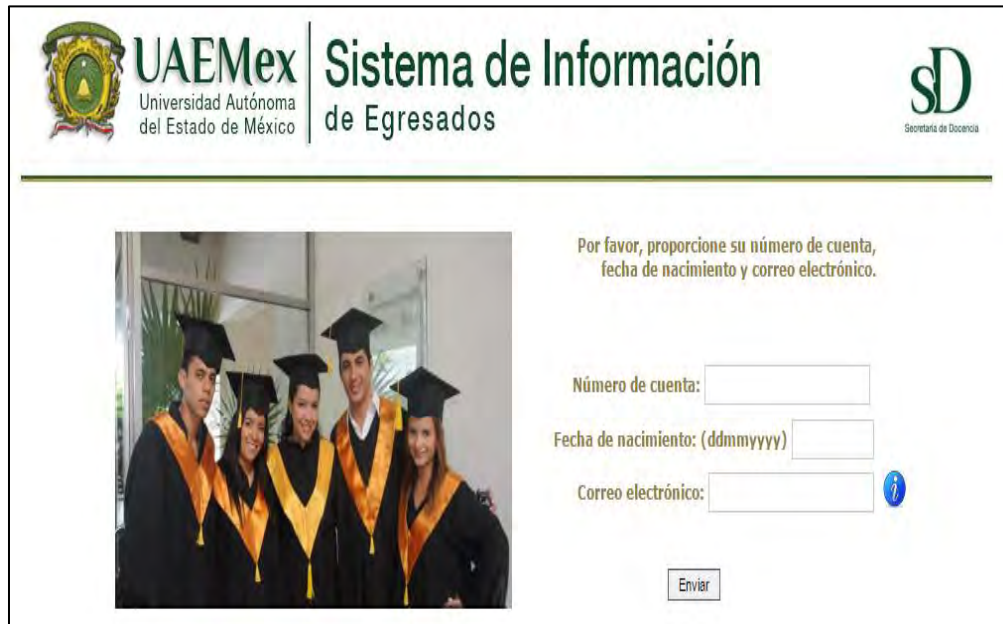 UAEMex
Universidad Autónoma
del Estado de México
Sistema de Información
de Egresados
sD
Secretaría de Docencia
Por favor, proporcione su número de cuenta,
fecha de nacimiento y correo electrónico.
Número de cuenta:
Fecha de nacimiento: (ddmmyyyy)
Correo electrónico:
i
Enviar